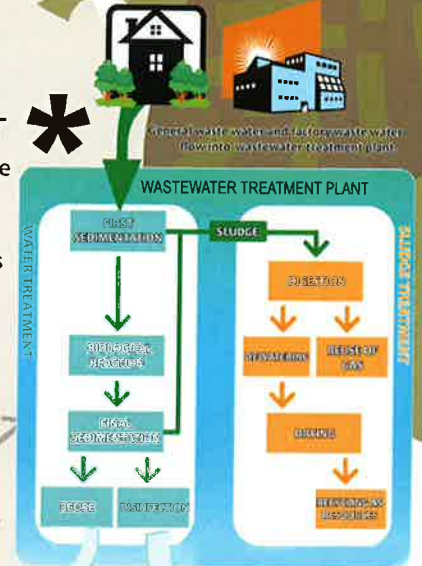 General waste water and factory waste water
flow into wastewater treatment plant
WASTEWATER TREATMENT PLANT
WATER TREATMENT
FIRST
SEDIMENTATION
SLUDGE
SLUDGE TREATMENT
DIGESTION
REACTION
DEWATERING
REUSE OF
GAS
FINAL
SEDIMENTATION
DRYING
REUSE
DISINFECTION
RECYCLING AS
RESOURCES